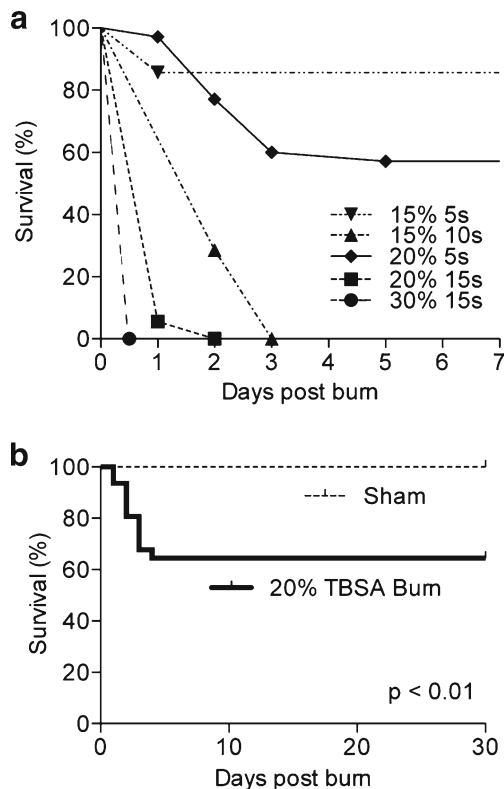 a
Survival (%)
100
80
60
40
20
0
15% 5s
15% 10s
20% 5s
20% 15s
30% 15s
0 1 2 3 4 5 6 7
Days post burn
b
Survival (%)
100
80
60
40
20
0
Sham
20% TBSA Burn
p < 0.01
0 10 20 30
Days post burn